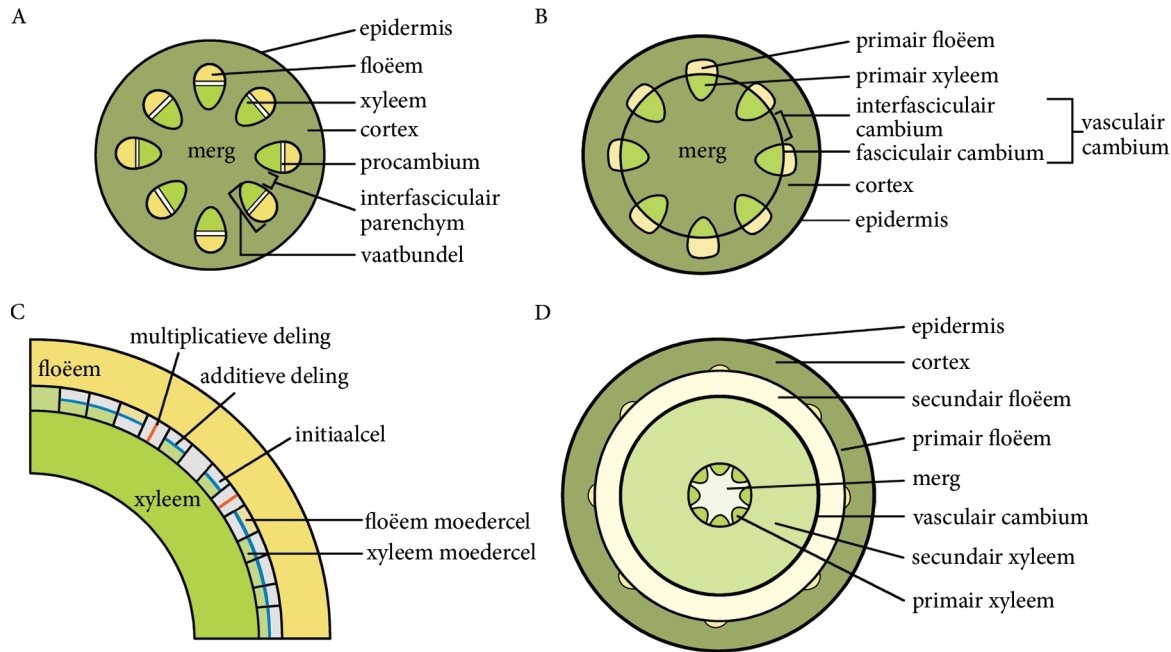 A
epidermis
floëem
xyleem
cortex
merg
procambium
interfasciculair
parenchym
vaatbundel
B
primair floëem
primair xyleem
interfasciculair
cambium
fasciculair cambium
vasculair
cambium
merg
cortex
epidermis
C
multiplicatieve deling
floëem
additieve deling
initiaalcel
xyleem
floëem moedercel
xyleem moedercel
D
epidermis
cortex
secundair floëem
primair floëem
merg
vasculair cambium
secundair xyleem
primair xyleem